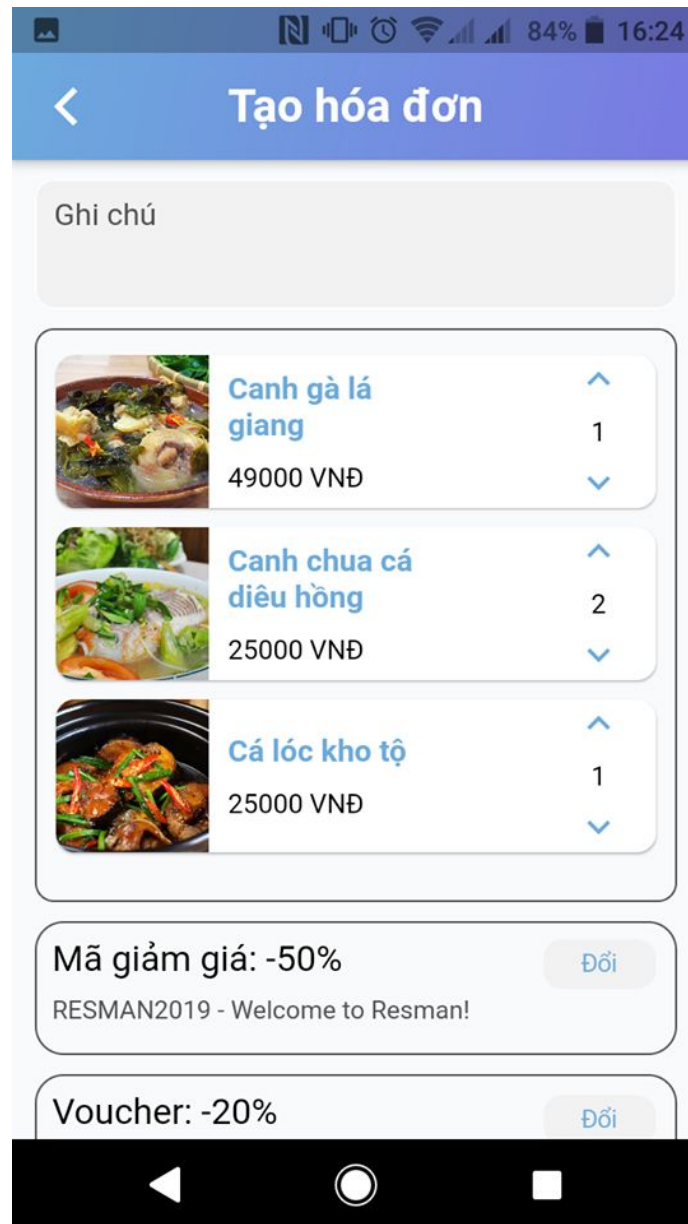 84% 16:24
Tạo hóa đơn
Ghi chú
Canh gà lá
giang
49000 VNĐ
1
Canh chua cá
diêu hồng
25000 VNĐ
2
Cá lóc kho tộ
25000 VNĐ
1
Mã giảm giá: -50%
Đổi
RESMAN2019 - Welcome to Resman!
Voucher: -20%
Đổi